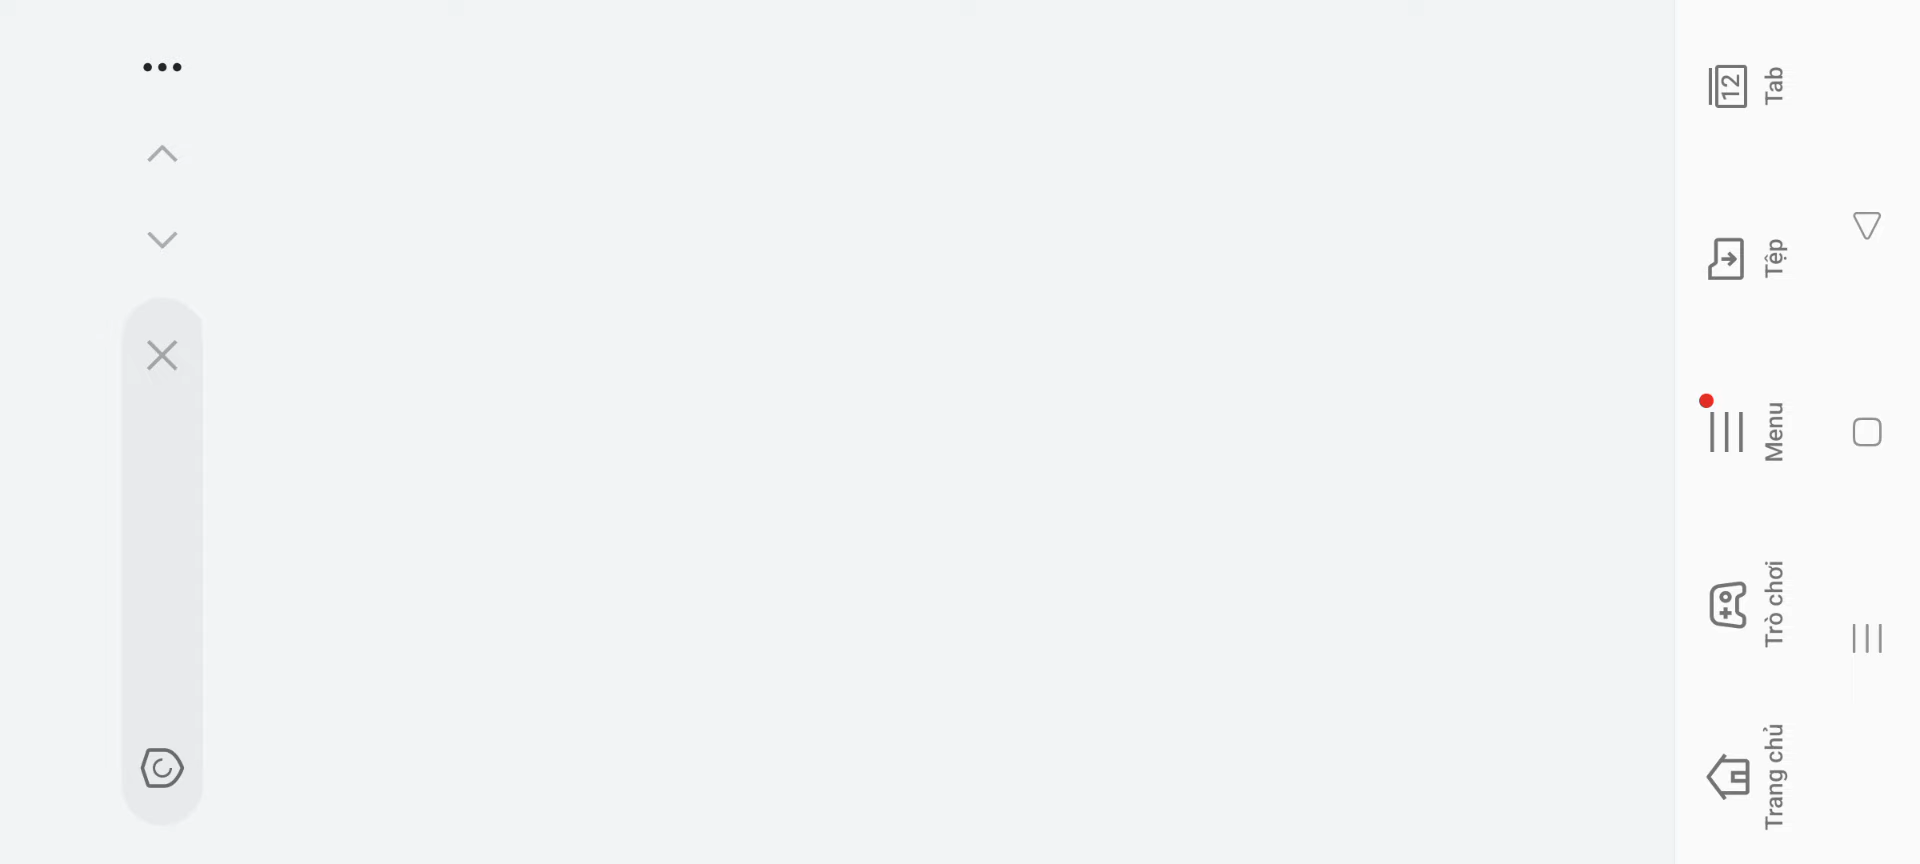 Trang chủ
Trò chơi
Menu
Tệp
12
Tab